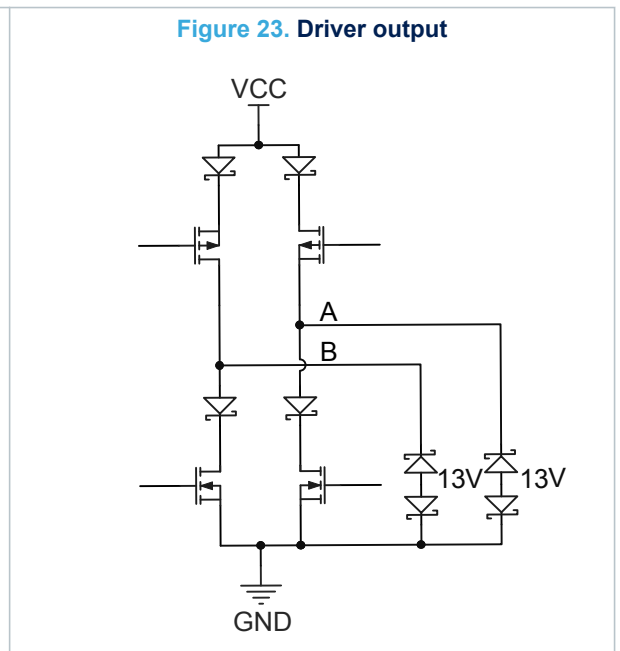 Figure 23. Driver output
VCC
A
B
13V
13V
GND